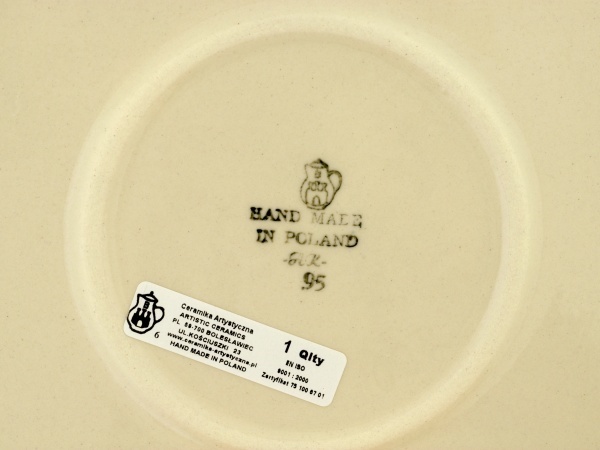 HAND MADE
IN POLAND
95
Ceramika Artystyczna
ARTISTIC CERAMICS
PL 59-700 BOLESŁAWIEC
UL.KOŚCIUSZKI 23
www.ceramika-artystyczna.pl
HAND MADE IN POLAND
6
1 Qlty
EN ISO
9001 : 2000
Zertyfikat 75 100 67 01